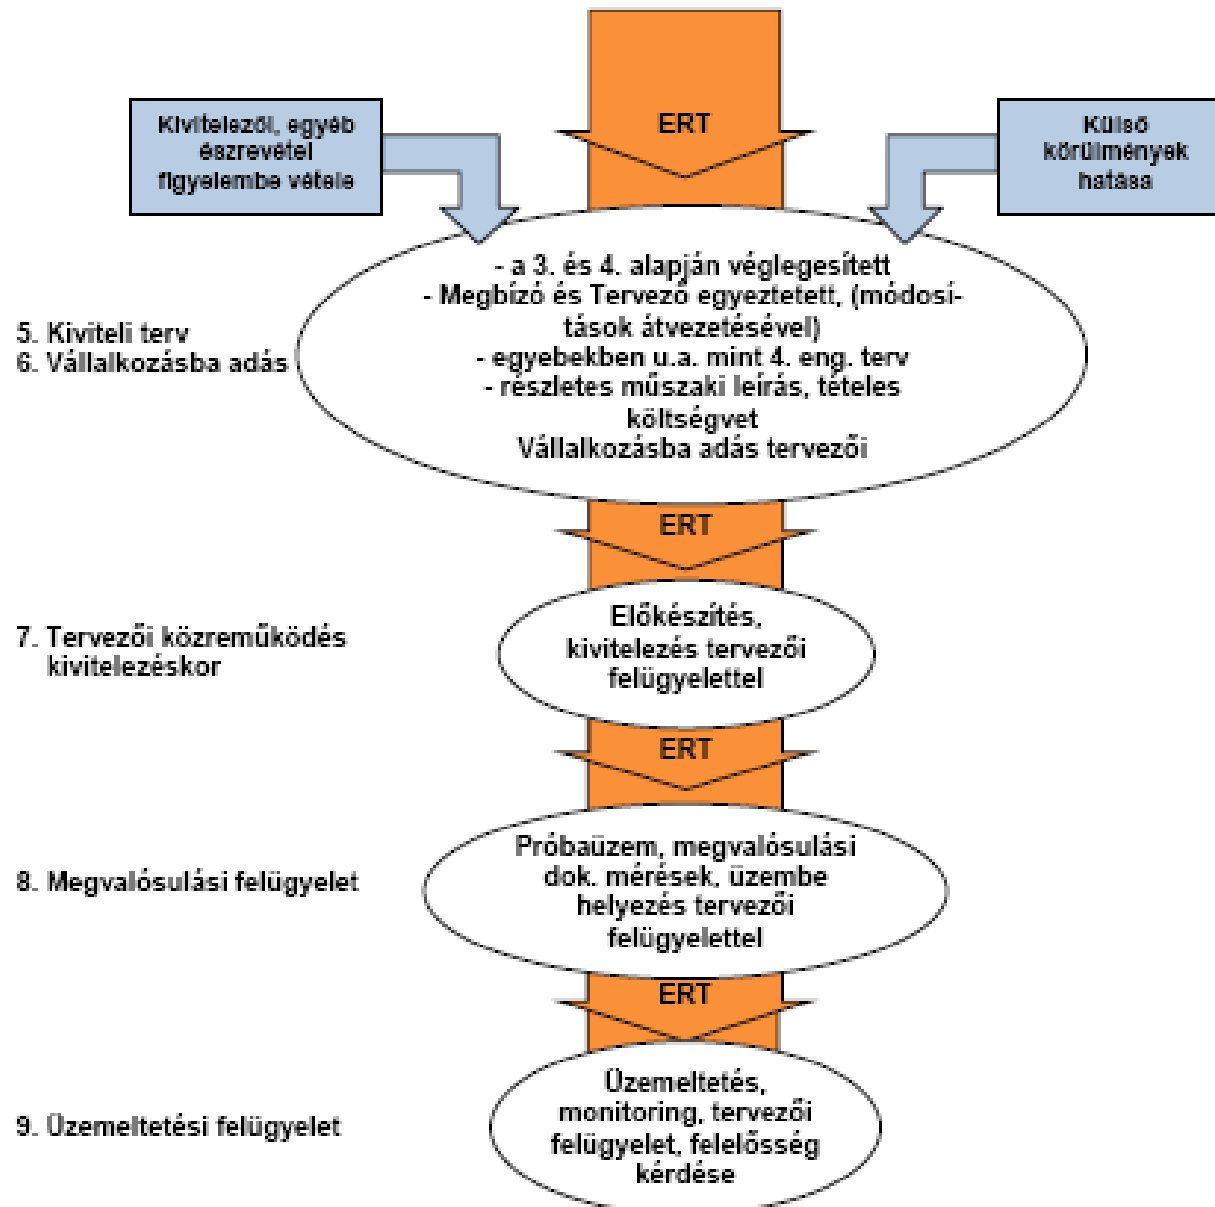 ERT
Kivitelezői, egyéb
észrevétel
figyelembe vétele
Külső
körülmények
hatása
- a 3. és 4. alapján véglegesített
- Megbízó és Tervező egyeztetett, (módosí-
tások átvezetésével)
- egyebekben u.a. mint 4. eng. terv
- részletes műszaki leírás, tételes
költségvet
Vállalkozásba adás tervezői
5. Kiviteli terv
6. Vállalkozásba adás
ERT
7. Tervezői közreműködés
kivitelezéskor
Előkészítés,
kivitelezés tervezői
felügyelettel
ERT
8. Megvalósulási felügyelet
Próbaüzem, megvalósulási
dok. mérések, üzembe
helyezés tervezői
felügyelettel
ERT
9. Üzemeltetési felügyelet
Üzemeltetés,
monitoring, tervezői
felügyelet, felelősség
kérdése